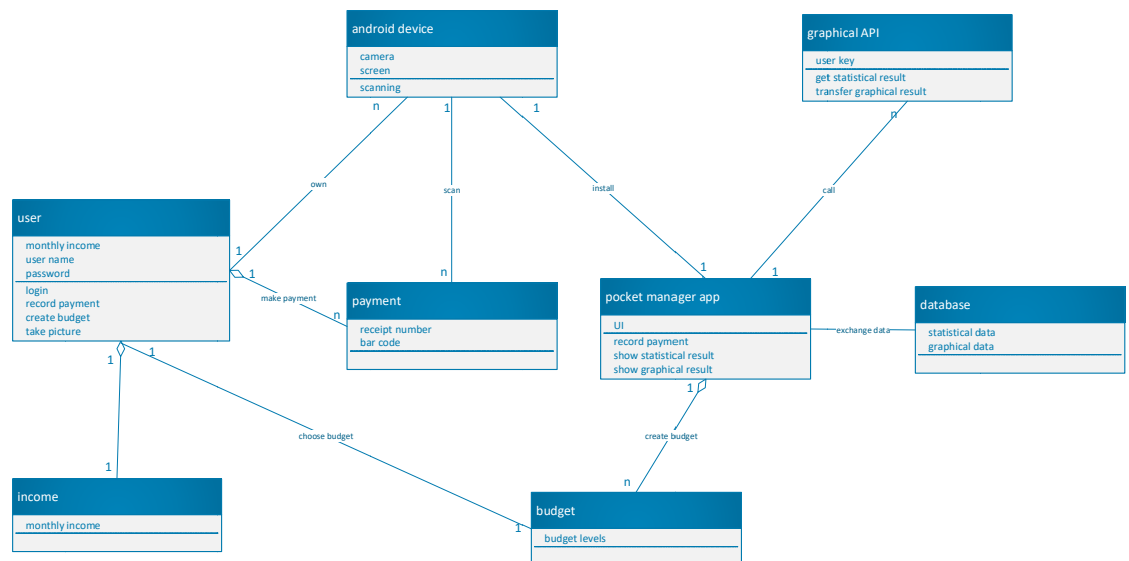 android device
camera
screen
scanning
graphical API
user key
get statistical result
transfer graphical result
n
1
1
n
own
scan
install
call
user
monthly income
user name
password
login
record payment
create budget
take picture
1
1
make payment
n
n
1
1
payment
receipt number
bar code
pocket manager app
UI
record payment
show statistical result
show graphical result
exchange data
database
statistical data
graphical data
1
1
1
choose budget
create budget
1
n
1
income
monthly income
budget
budget levels